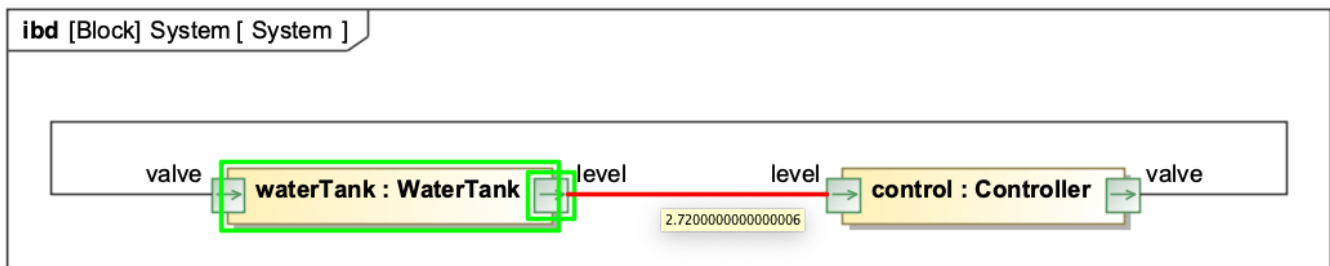 ibd [Block] System [ System ]
valve
waterTank : WaterTank
level
level
control : Controller
valve
2.7200000000000006